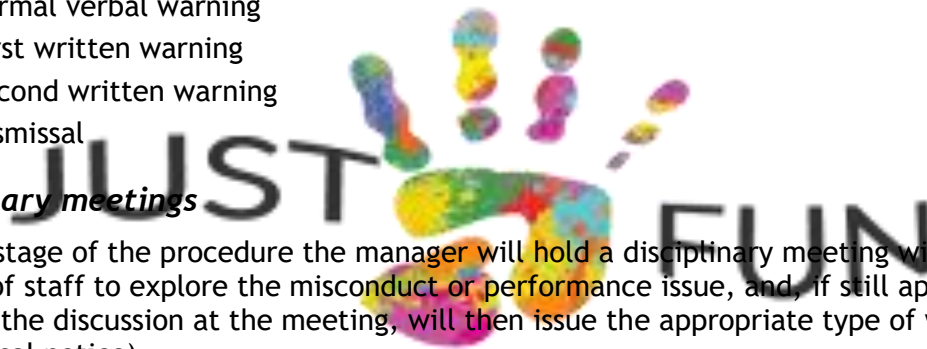 rmal verbal warning
st written warning
cond written warning
smissal
JUST FUN
ary meetings
stage of the procedure the manager will hold a disciplinary meeting wi
of staff to explore the misconduct or performance issue, and, if still ap
the discussion at the meeting, will then issue the appropriate type of